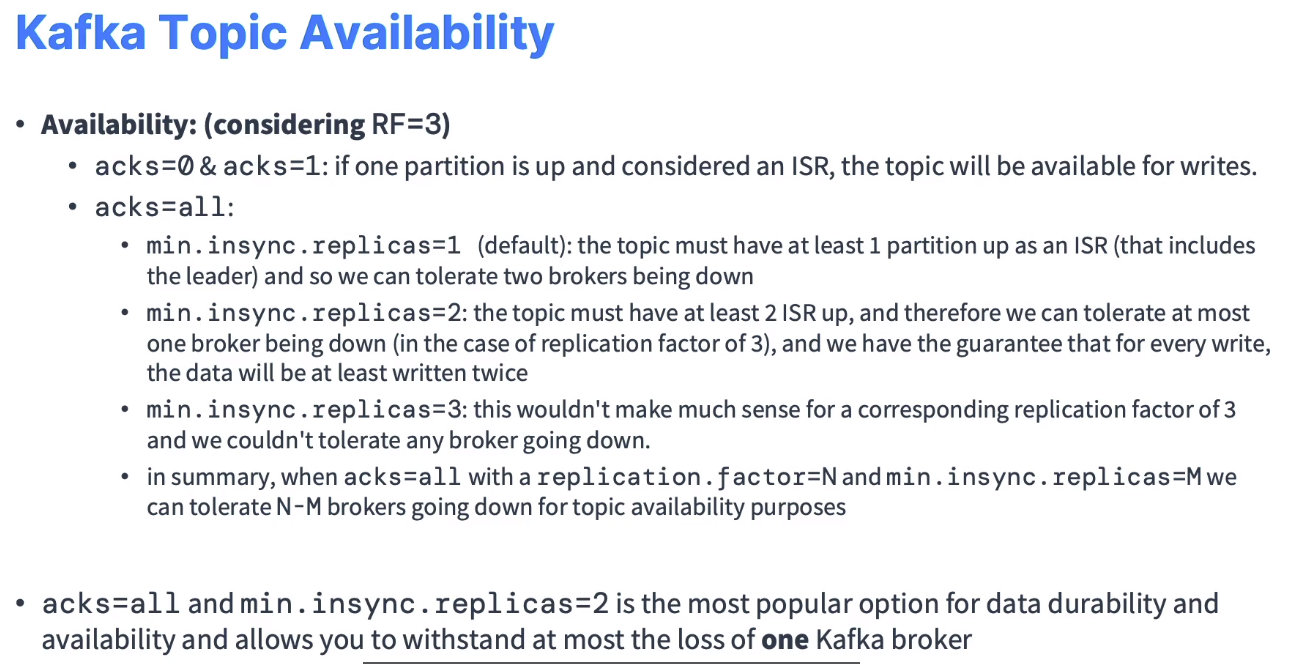 Kafka Topic Availability
• Availability: (considering RF=3)
• acks=0 & acks=1: if one partition is up and considered an ISR, the topic will be available for writes.
• acks=all:
• min.insync.replicas=1 (default): the topic must have at least 1 partition up as an ISR (that includes
the leader) and so we can tolerate two brokers being down
• min.insync.replicas=2: the topic must have at least 2 ISR up, and therefore we can tolerate at most
one broker being down (in the case of replication factor of 3), and we have the guarantee that for every write,
the data will be at least written twice
• min.insync.replicas=3: this wouldn't make much sense for a corresponding replication factor of 3
and we couldn't tolerate any broker going down.
• in summary, when acks=all with a replication.factor=N and min.insync.replicas=M we
can tolerate N-M brokers going down for topic availability purposes
• acks=all and min.insync.replicas=2 is the most popular option for data durability and
availability and allows you to withstand at most the loss of one Kafka broker